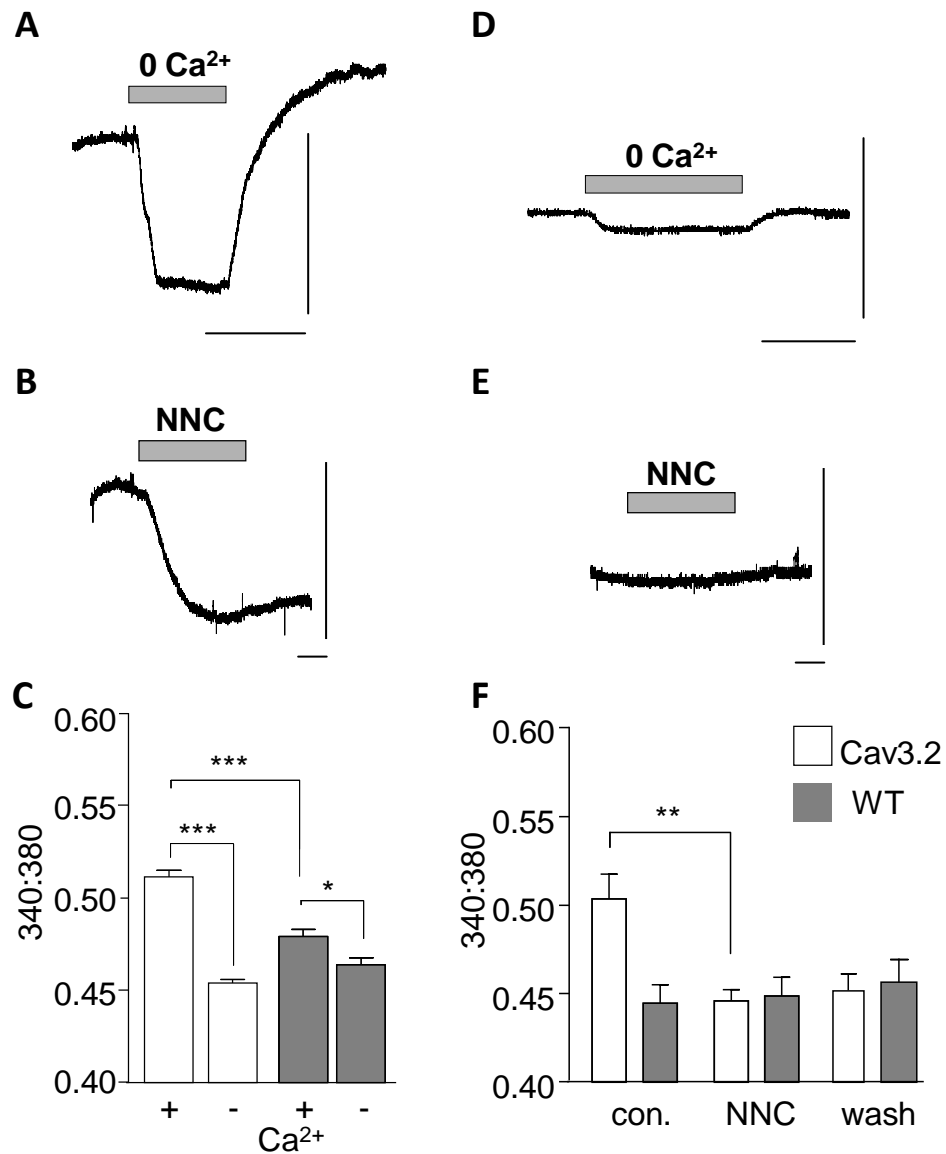 A
0 Ca²⁺
D
0 Ca²⁺
B
NNC
E
NNC
C
0.60
0.55
0.50
0.45
0.40
340:380
***
***
*
+ - + -
Ca²⁺
F
0.60
0.55
0.50
0.45
0.40
340:380
**
Cav3.2
WT
con. NNC wash